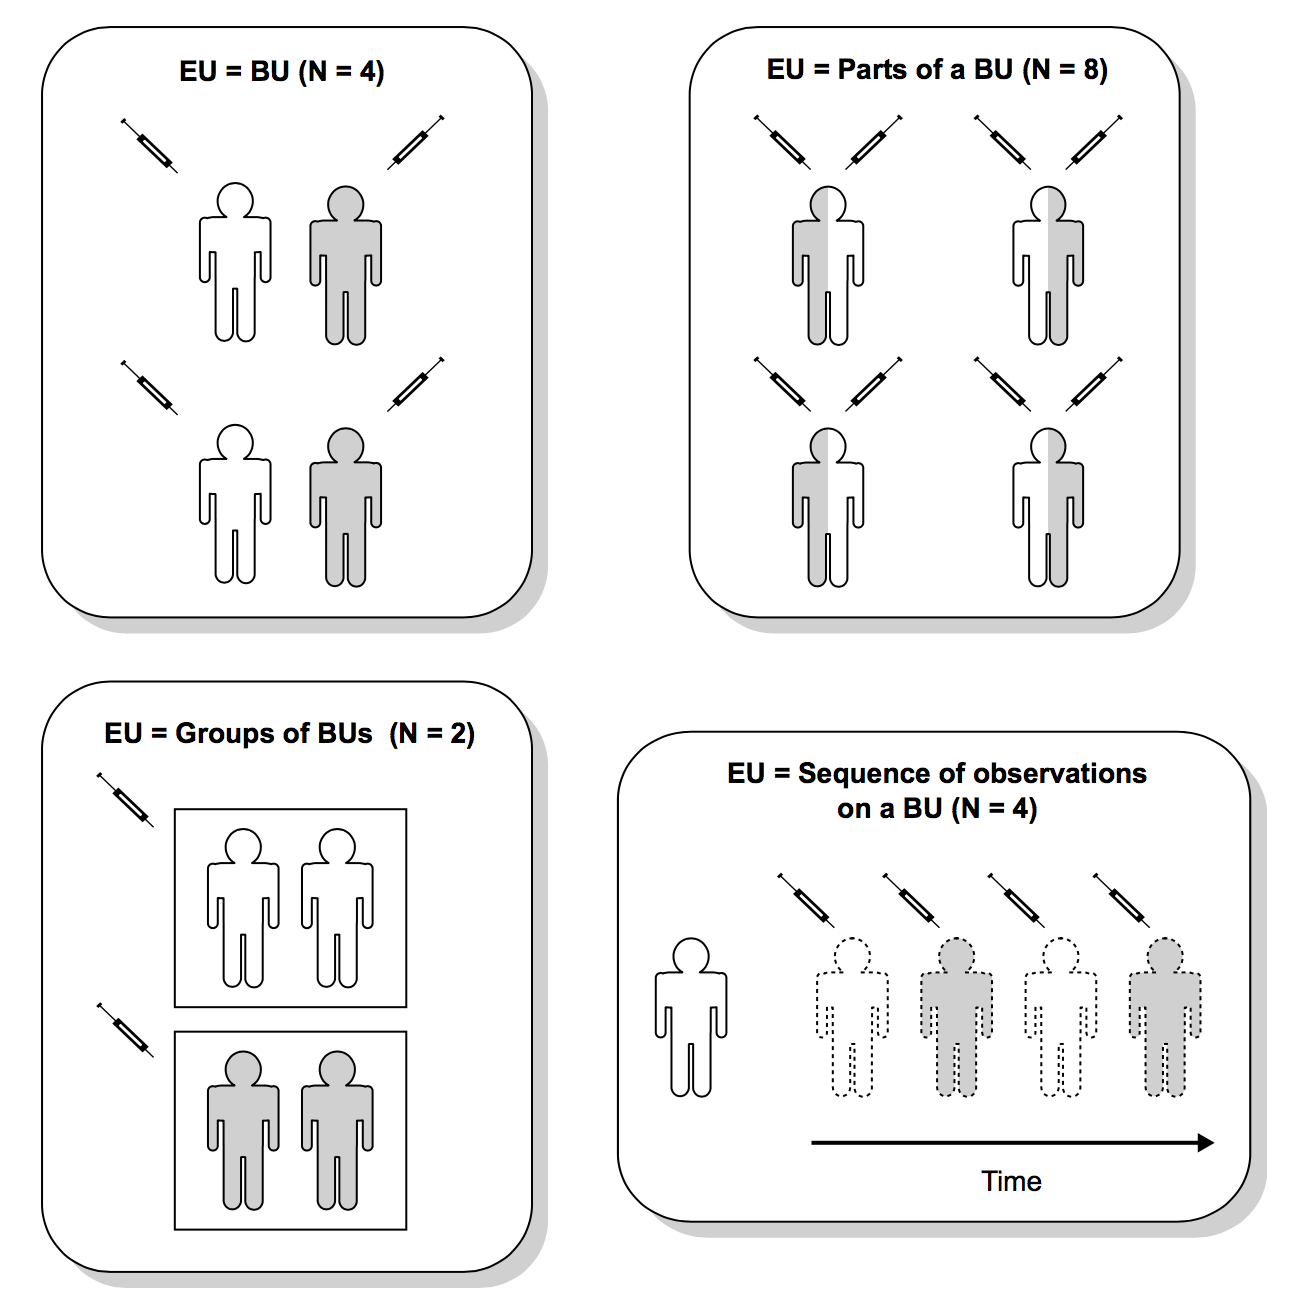 EU = BU (N = 4)
EU = Parts of a BU (N = 8)
EU = Groups of BUs  (N = 2)
EU = Sequence of observations
on a BU (N = 4)
Time